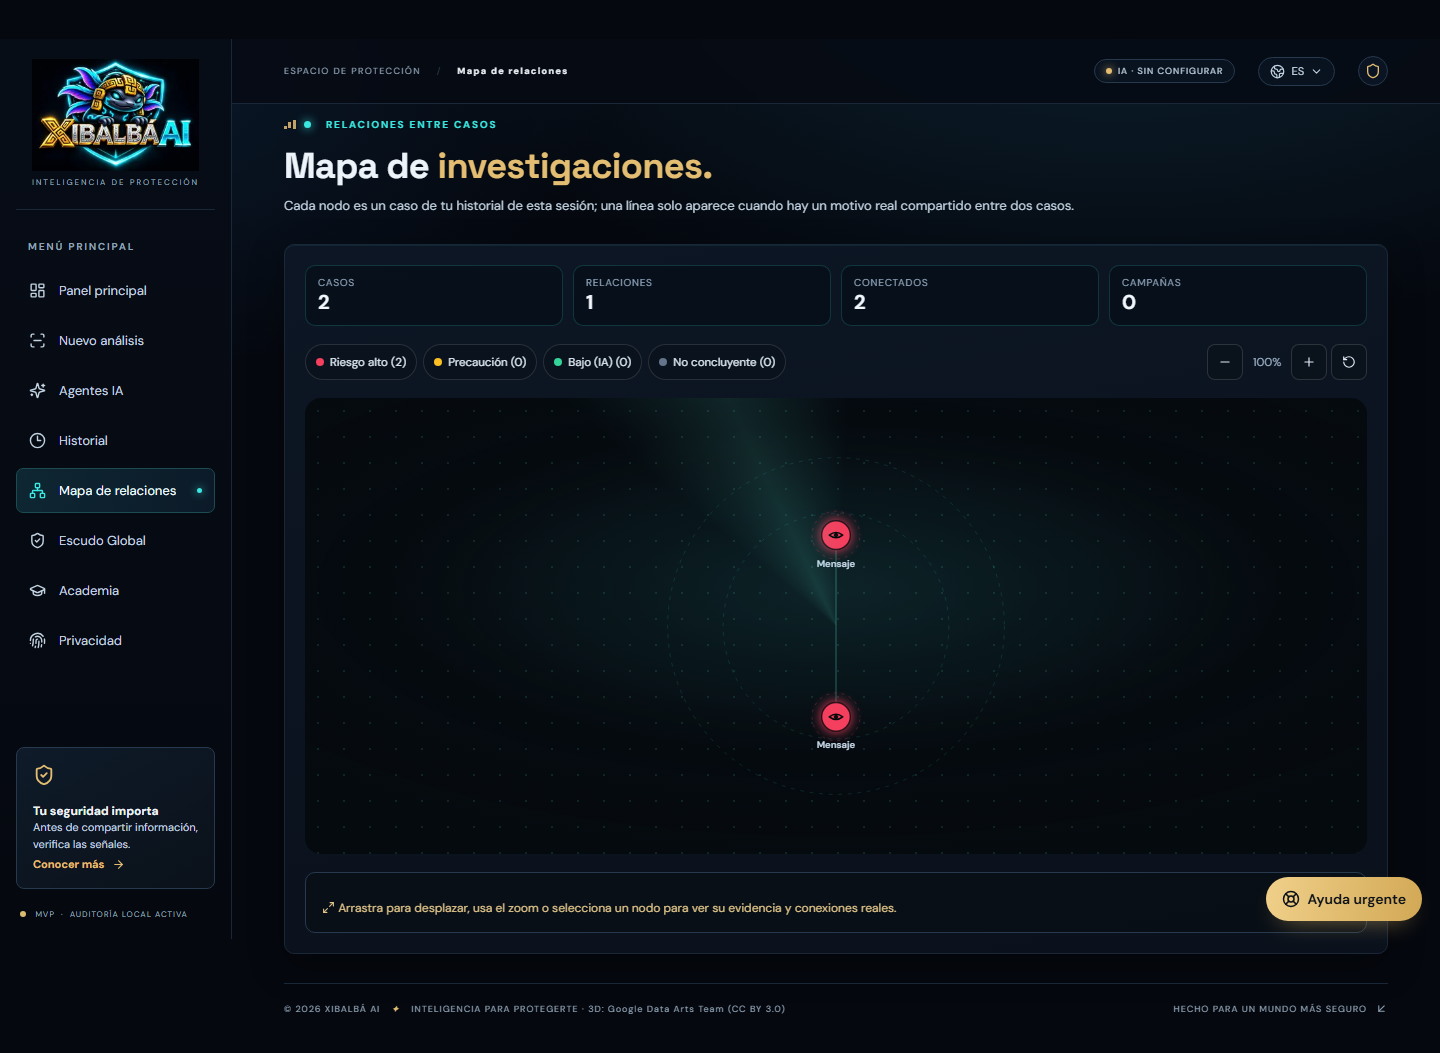 XIBALBÁ AI
INTELIGENCIA DE PROTECCIÓN
MENÚ PRINCIPAL
Panel principal
Nuevo análisis
Agentes IA
Historial
Mapa de relaciones
Escudo Global
Academia
Privacidad
Tu seguridad importa
Antes de compartir información,
verifica las señales.
Conocer más
MVP · AUDITORÍA LOCAL ACTIVA
ESPACIO DE PROTECCIÓN / Mapa de relaciones
IA · SIN CONFIGURAR
ES
RELACIONES ENTRE CASOS
Mapa de investigaciones.
Cada nodo es un caso de tu historial de esta sesión; una línea solo aparece cuando hay un motivo real compartido entre dos casos.
CASOS
2
RELACIONES
1
CONECTADOS
2
CAMPAÑAS
0
Riesgo alto (2)
Precaución (0)
Bajo (IA) (0)
No concluyente (0)
100%
Mensaje
Mensaje
Arrastra para desplazar, usa el zoom o selecciona un nodo para ver su evidencia y conexiones reales.
Ayuda urgente
© 2026 XIBALBÁ AI
INTELIGENCIA PARA PROTEGERTE · 3D: Google Data Arts Team (CC BY 3.0)
HECHO PARA UN MUNDO MÁS SEGURO